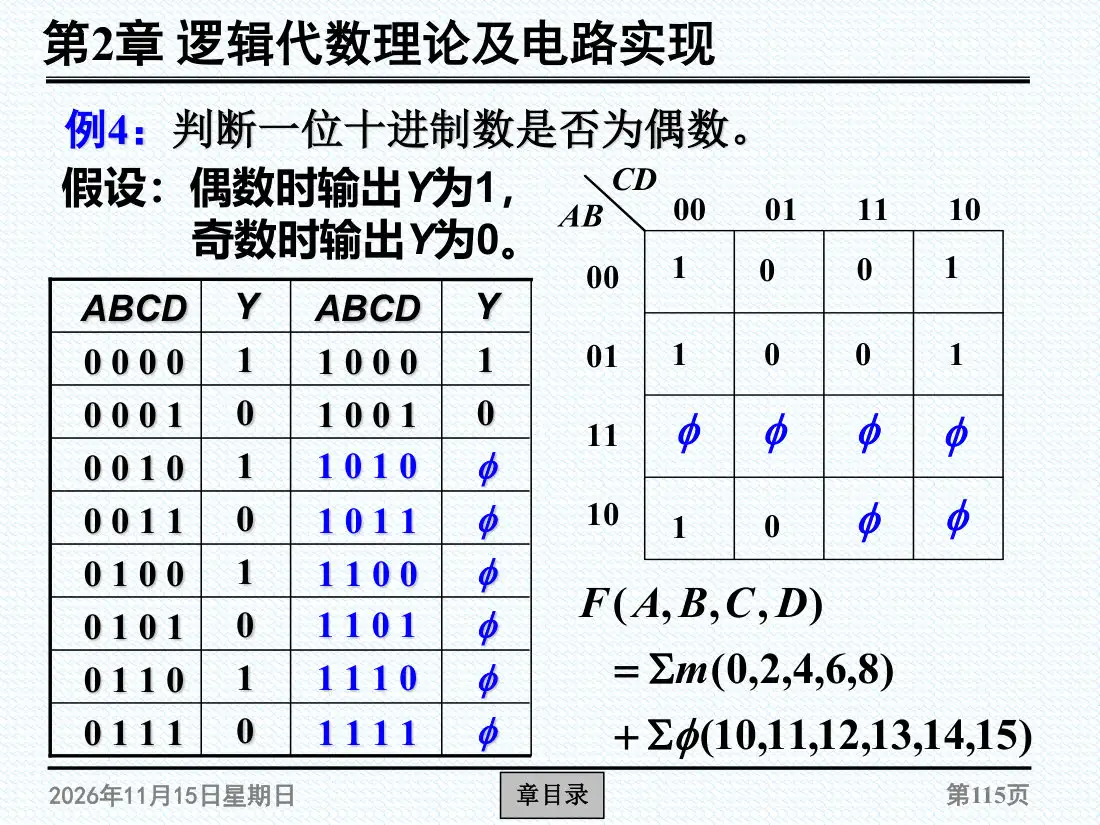 第2章 逻辑代数理论及电路实现
例4：判断一位十进制数是否为偶数。
假设：偶数时输出Y为1，
奇数时输出Y为0。
ABCD Y ABCD Y
0 0 0 0 1 1 0 0 0 1
0 0 0 1 0 1 0 0 1 0
0 0 1 0 1 1 0 1 0 ϕ
0 0 1 1 0 1 0 1 1 ϕ
0 1 0 0 1 1 1 0 0 ϕ
0 1 0 1 0 1 1 0 1 ϕ
0 1 1 0 1 1 1 1 0 ϕ
0 1 1 1 0 1 1 1 1 ϕ
CD
AB 00 01 11 10
00 1 0 0 1
01 1 0 0 1
11 ϕ ϕ ϕ ϕ
10 1 0 ϕ ϕ
F(A,B,C,D)
=Σm(0,2,4,6,8)
+Σϕ(10,11,12,13,14,15)
2026年11月15日星期日 章目录 第115页